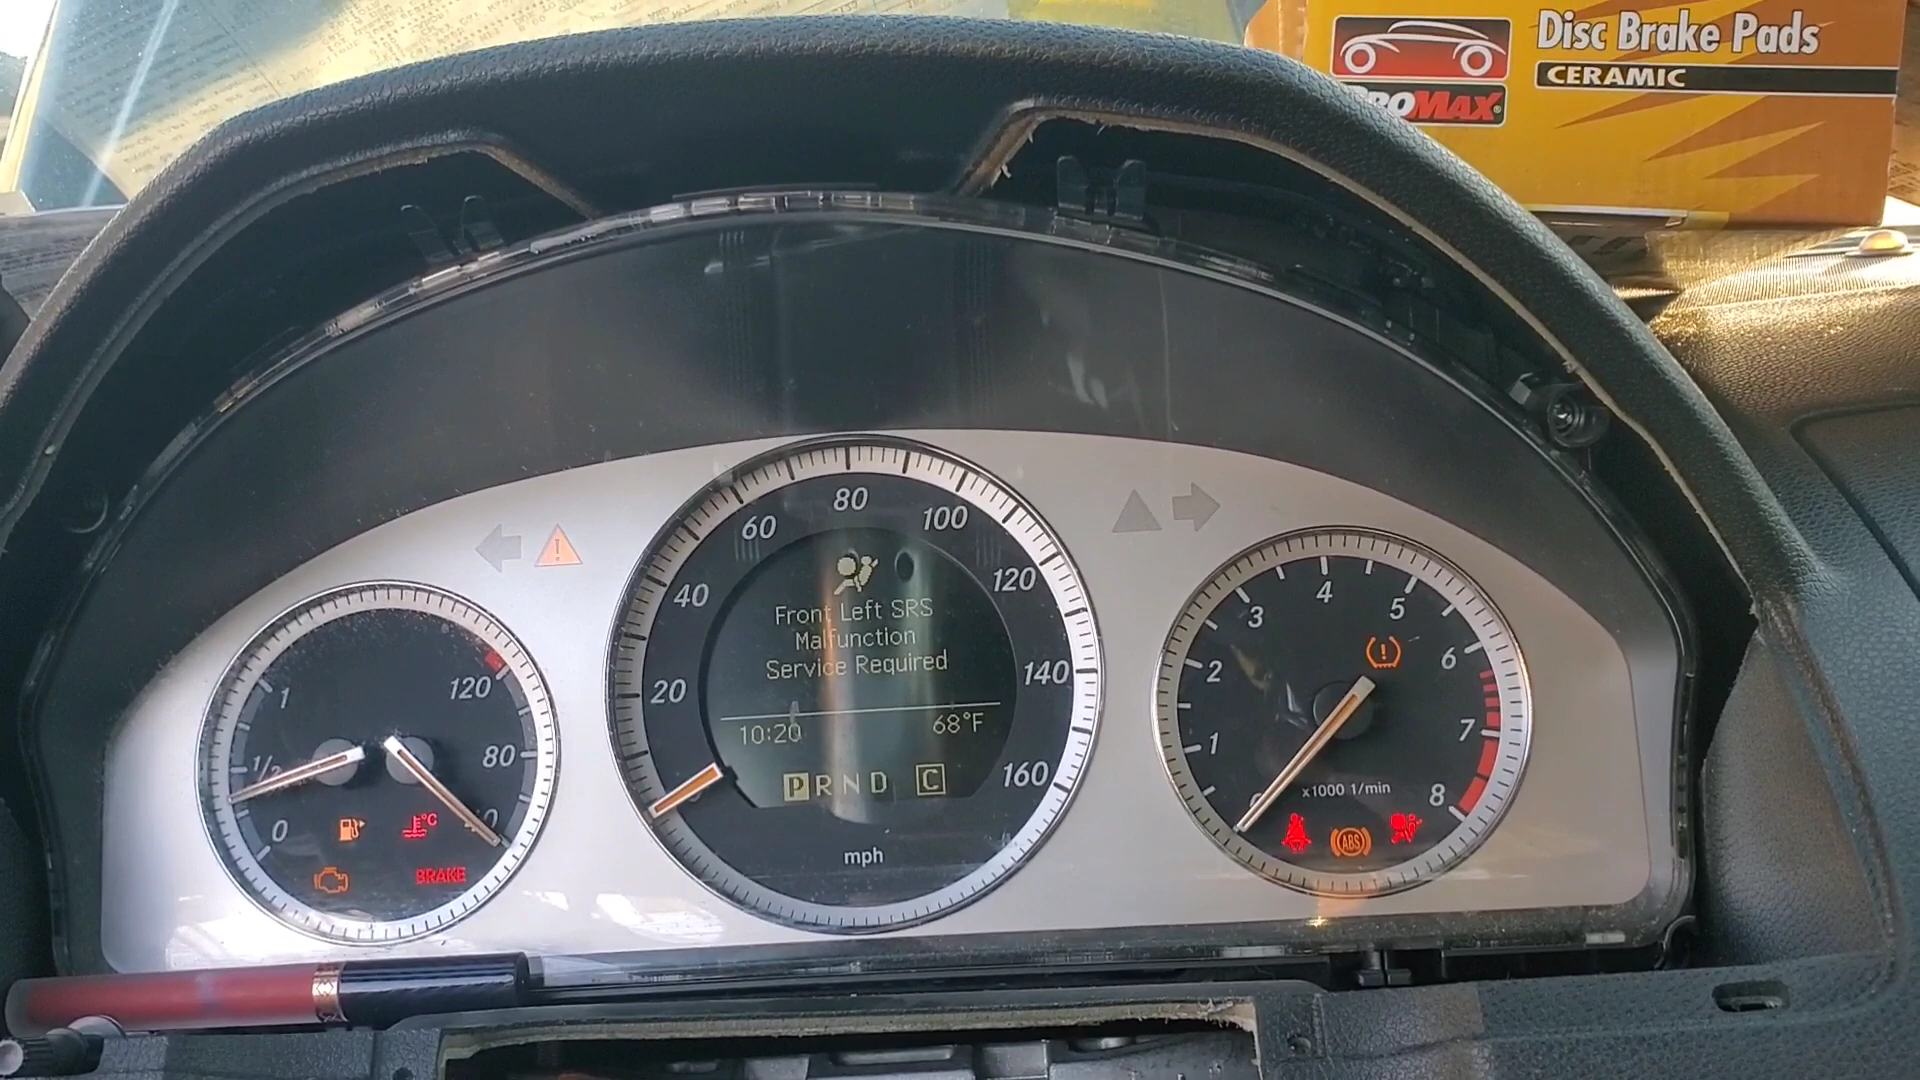 Disc Brake Pads
CERAMIC
PROMAX®
80
60
100
40
120
20
140
160
Front Left SRS
Malfunction
Service Required
10:20
68°F
P R N D
C
mph
1
1/2
0
120
80
40
°C
BRAKE
1
2
3
4
5
6
7
8
x1000 1/min
ABS